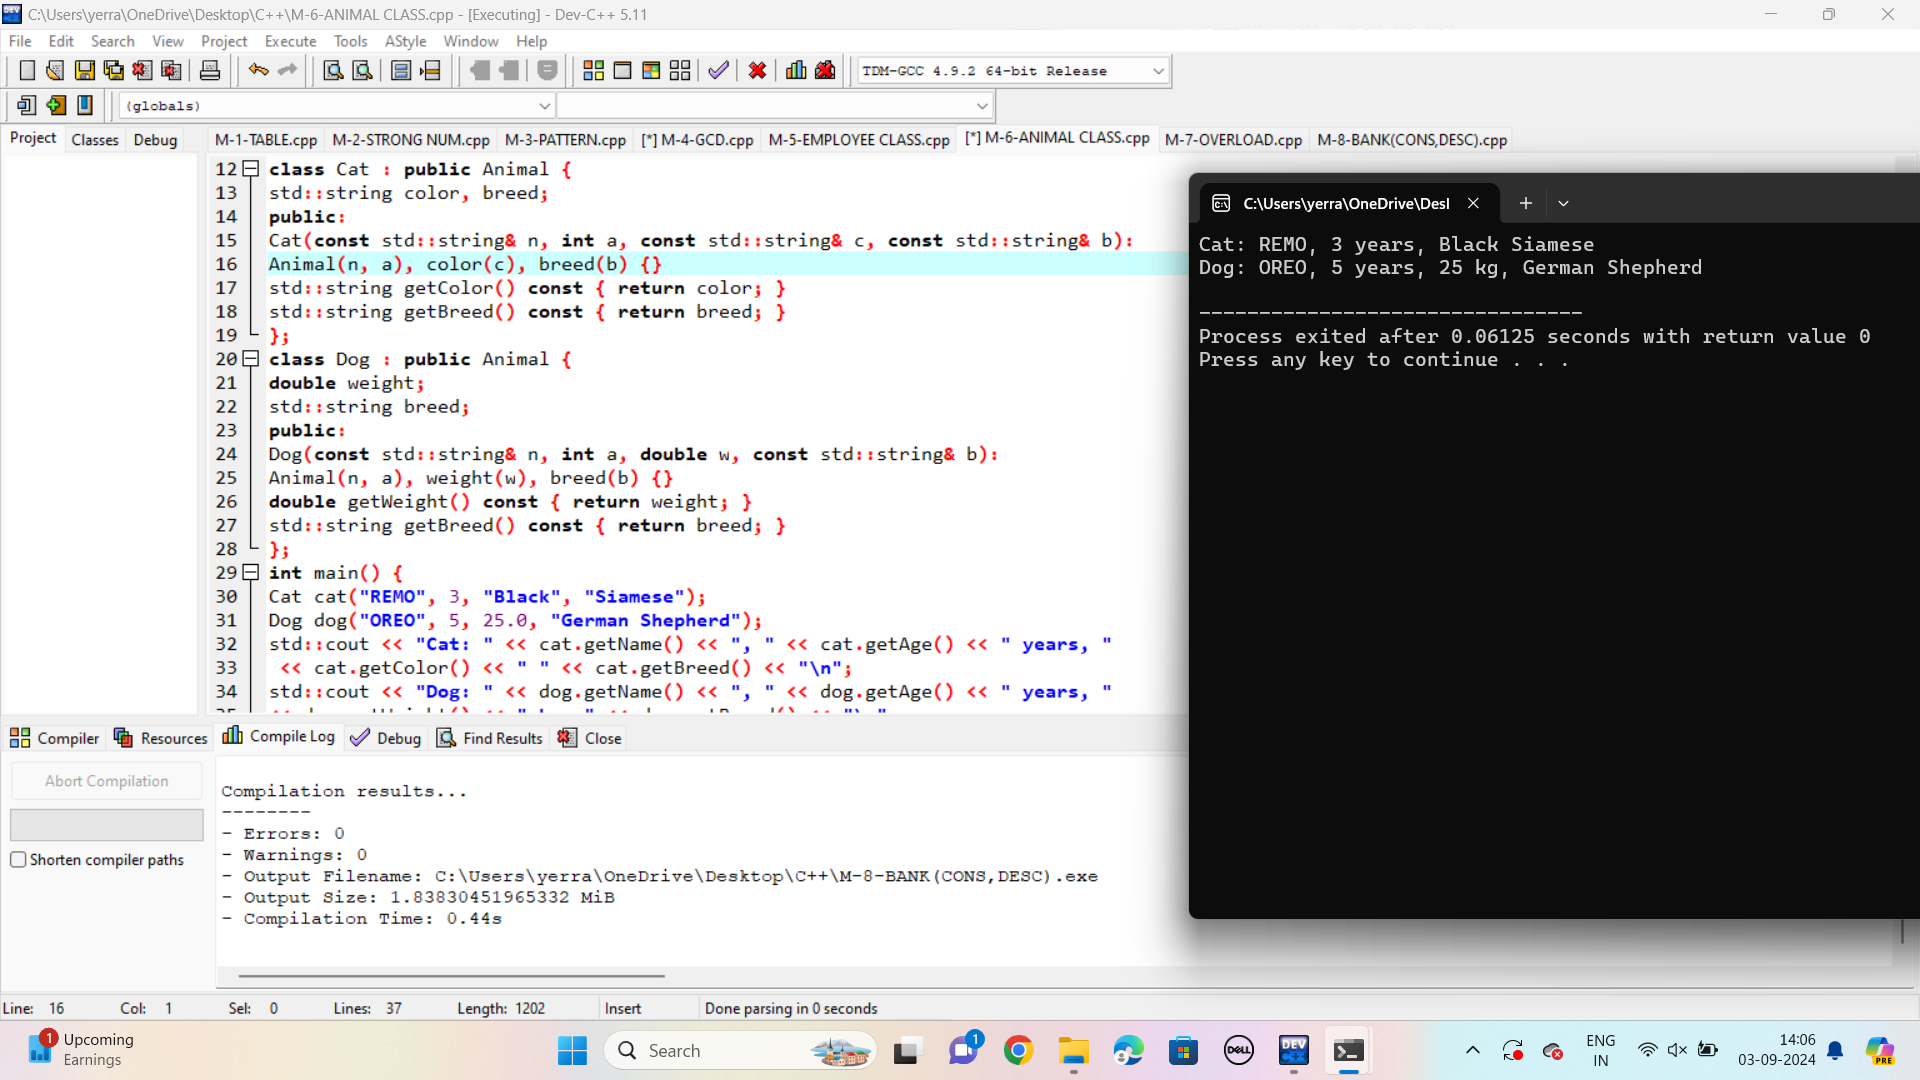 C:\Users\yerra\OneDrive\Desktop\C++\M-6-ANIMAL CLASS.cpp - [Executing] - Dev-C++ 5.11
File Edit Search View Project Execute Tools AStyle Window Help
TDM-GCC 4.9.2 64-bit Release
(globals)
Project Classes Debug
M-1-TABLE.cpp M-2-STRONG NUM.cpp M-3-PATTERN.cpp [*] M-4-GCD.cpp M-5-EMPLOYEE CLASS.cpp [*] M-6-ANIMAL CLASS.cpp M-7-OVERLOAD.cpp M-8-BANK(CONS,DESC).cpp
12 class Cat : public Animal {
13 std::string color, breed;
14 public:
15 Cat(const std::string& n, int a, const std::string& c, const std::string& b):
16 Animal(n, a), color(c), breed(b) {}
17 std::string getColor() const { return color; }
18 std::string getBreed() const { return breed; }
19 };
20 class Dog : public Animal {
21 double weight;
22 std::string breed;
23 public:
24 Dog(const std::string& n, int a, double w, const std::string& b):
25 Animal(n, a), weight(w), breed(b) {}
26 double getWeight() const { return weight; }
27 std::string getBreed() const { return breed; }
28 };
29 int main() {
30 Cat cat("REMO", 3, "Black", "Siamese");
31 Dog dog("OREO", 5, 25.0, "German Shepherd");
32 std::cout << "Cat: " << cat.getName() << ", " << cat.getAge() << " years, "
33 << cat.getColor() << " " << cat.getBreed() << "\n";
34 std::cout << "Dog: " << dog.getName() << ", " << dog.getAge() << " years, "
C:\Users\yerra\OneDrive\Desl
Cat: REMO, 3 years, Black Siamese
Dog: OREO, 5 years, 25 kg, German Shepherd
--------------------------------
Process exited after 0.06125 seconds with return value 0
Press any key to continue . . .
Compiler Resources Compile Log Debug Find Results Close
Abort Compilation
Shorten compiler paths
Compilation results...
--------
- Errors: 0
- Warnings: 0
- Output Filename: C:\Users\yerra\OneDrive\Desktop\C++\M-8-BANK(CONS,DESC).exe
- Output Size: 1.83830451965332 MiB
- Compilation Time: 0.44s
Line: 16 Col: 1 Sel: 0 Lines: 37 Length: 1202 Insert Done parsing in 0 seconds
1
Upcoming
Earnings
Search
1
DELL
DEV
ENG
IN
14:06
03-09-2024
PRE